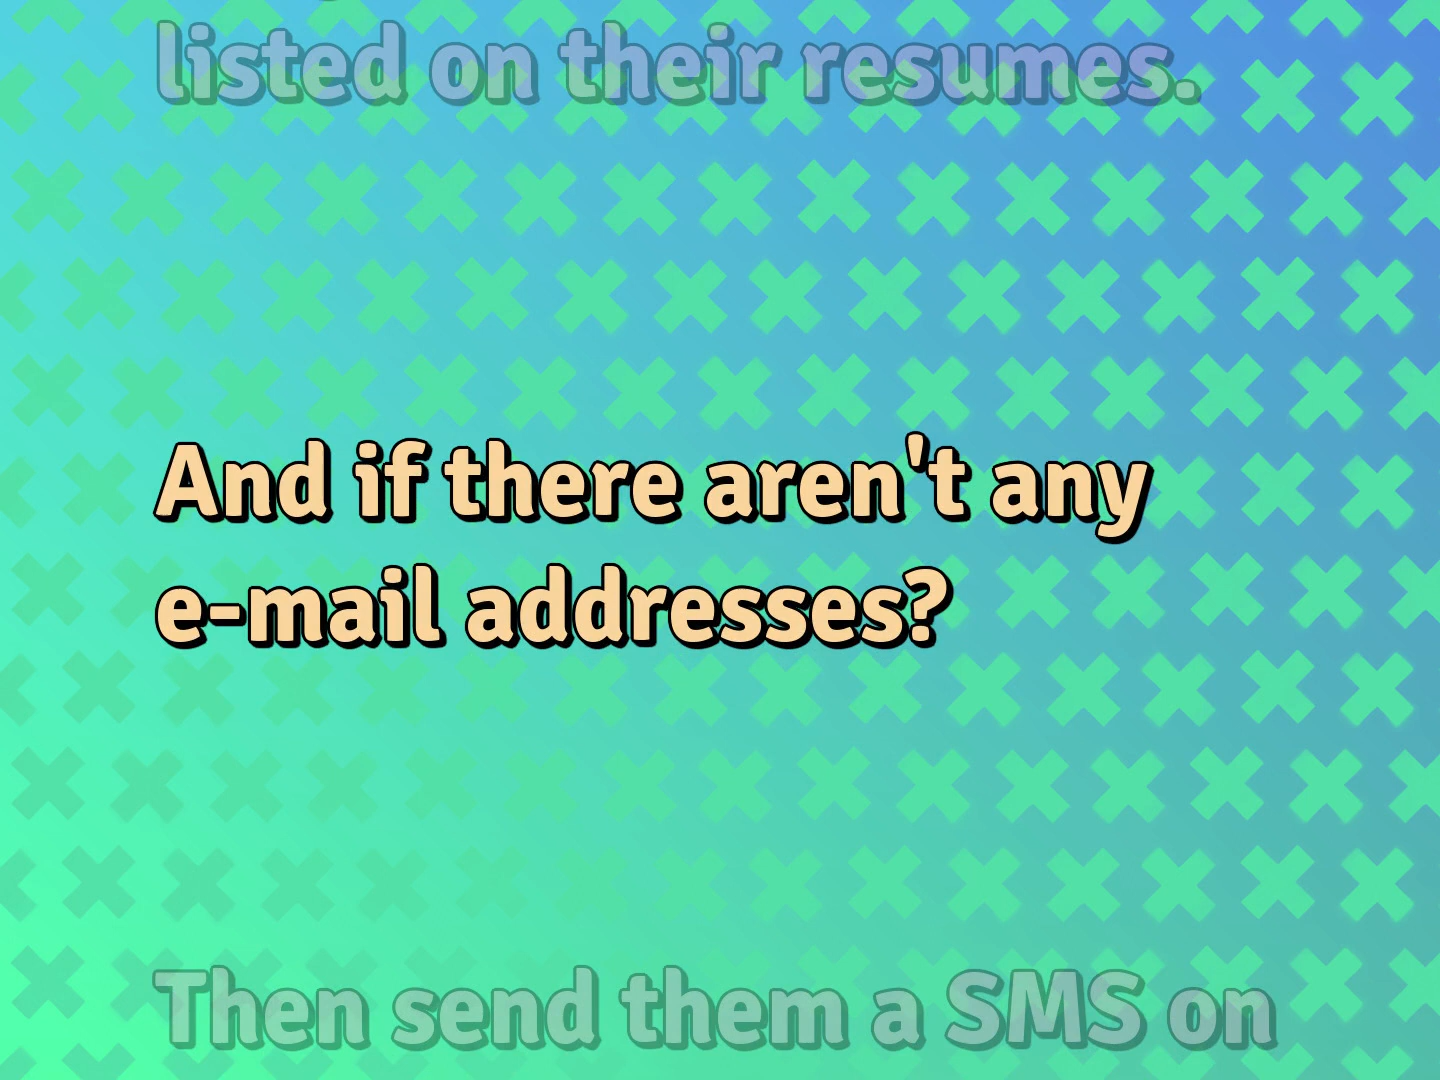 listed on their resumes.
And if there aren't any
e-mail addresses?
Then send them a SMS on